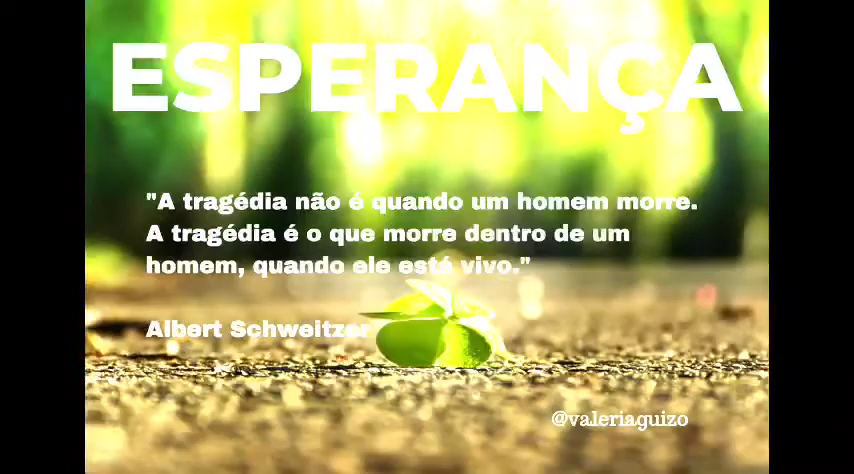 ESPERANÇA
"A tragédia não é quando um homem morre.
A tragédia é o que morre dentro de um
homem, quando ele está vivo."
Albert Schweitzer
@valeriaguizo